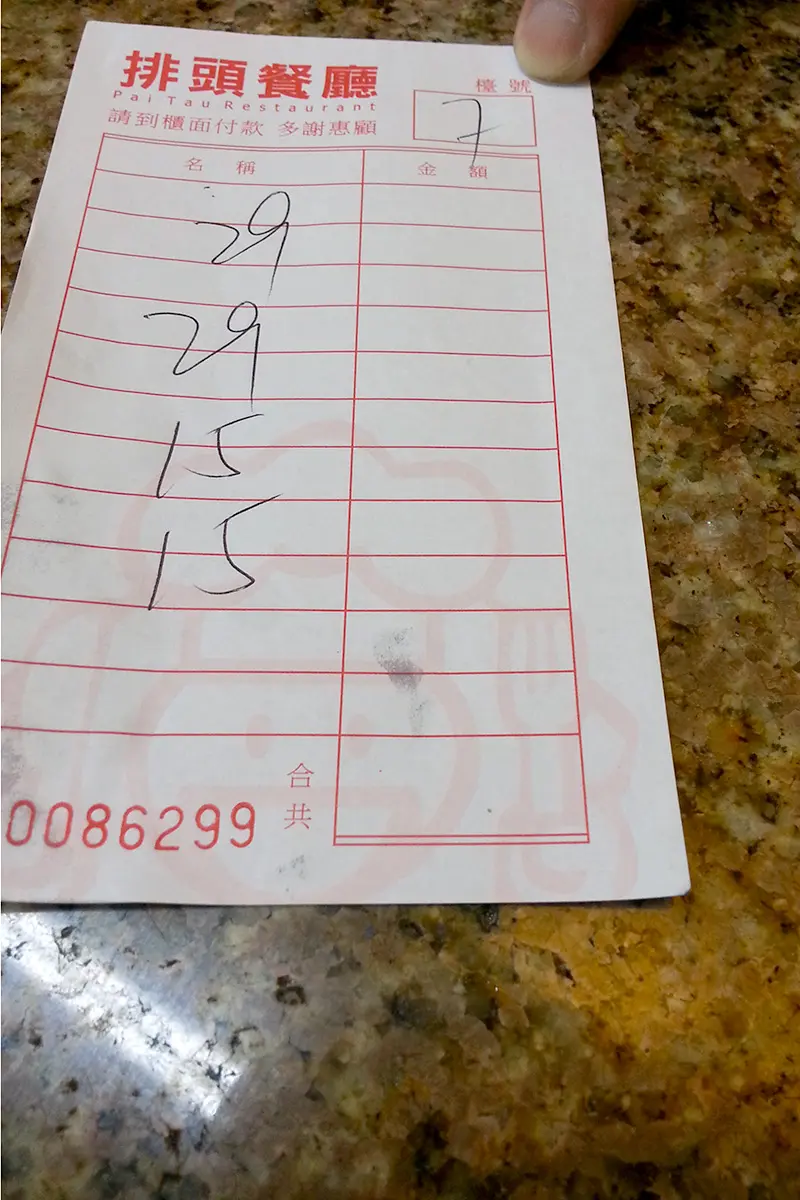 排頭餐廳
Pai Tau Restaurant
請到櫃面付款 多謝惠顧
檯號
7
名稱 金額
29
29
15
15
合共
0086299